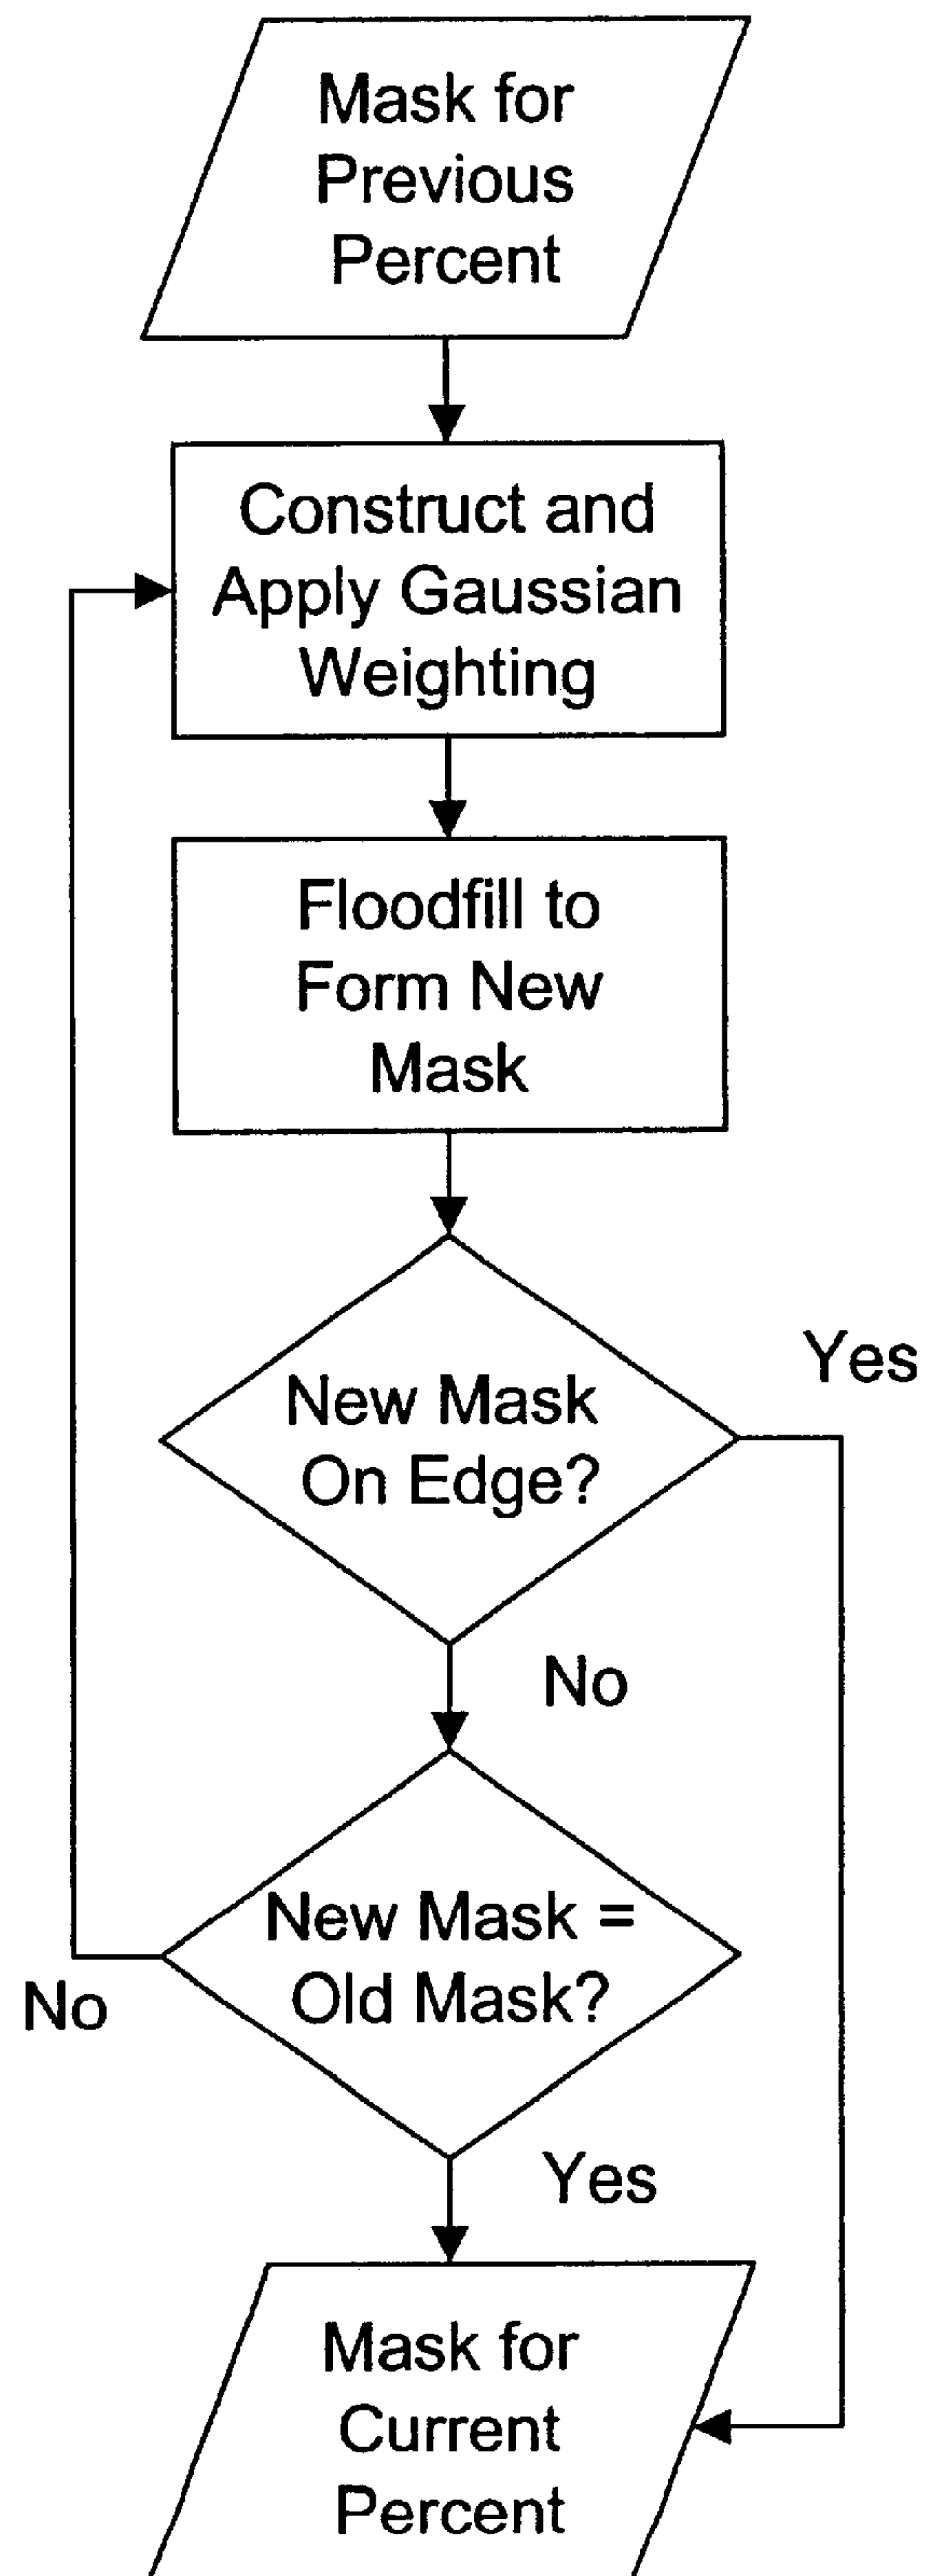 Mask for
Previous
Percent
Construct and
Apply Gaussian
Weighting
Floodfill to
Form New
Mask
New Mask
On Edge?
Yes
No
New Mask =
Old Mask?
No
Yes
Mask for
Current
Percent